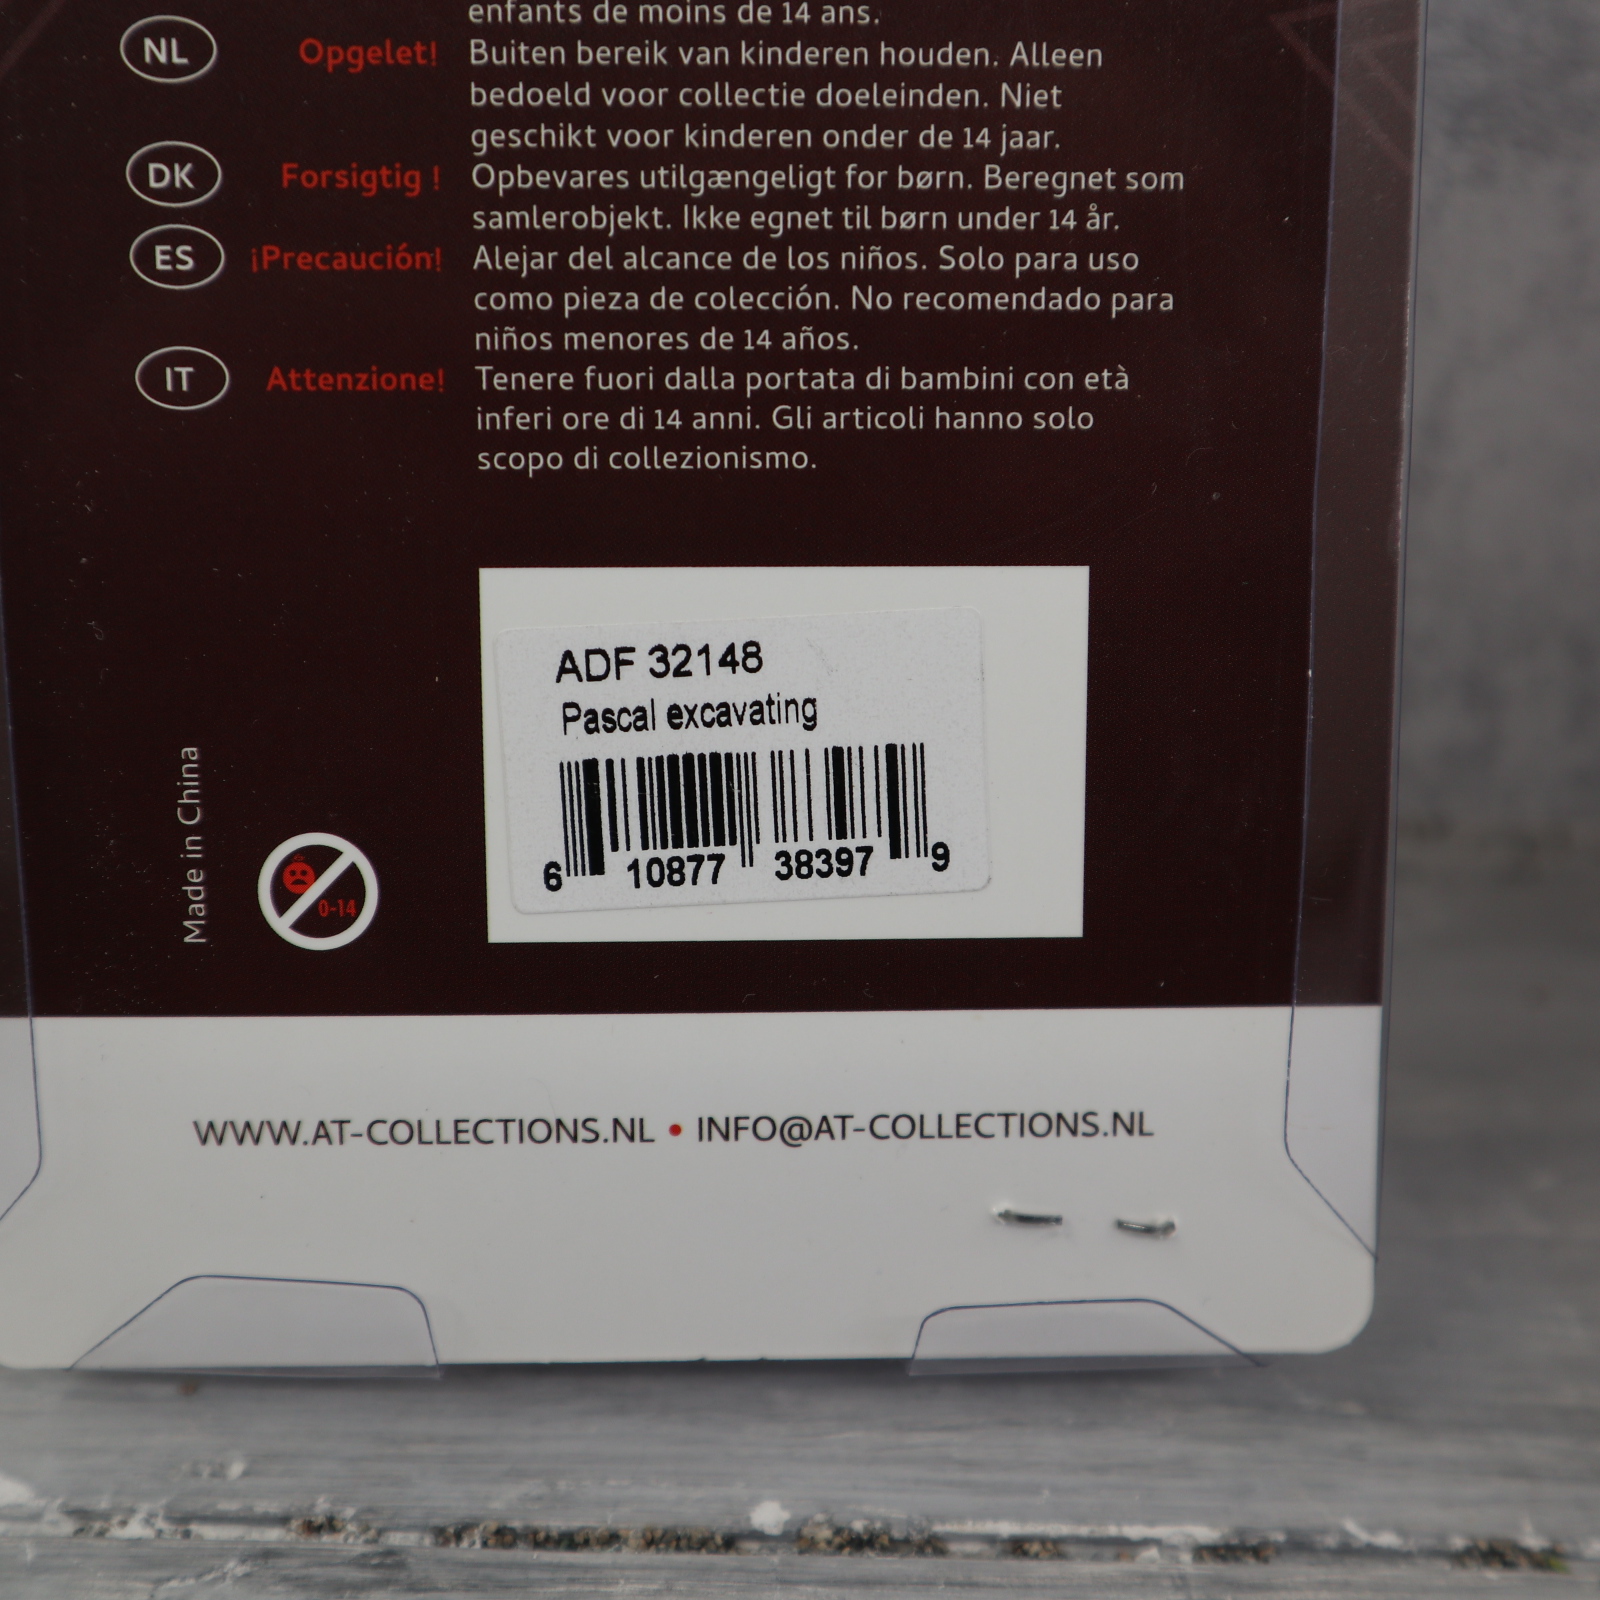 enfants de moins de 14 ans.
NL Opgelet! Buiten bereik van kinderen houden. Alleen
bedoeld voor collectie doeleinden. Niet
geschikt voor kinderen onder de 14 jaar.
DK Forsigtig ! Opbevares utilgængeligt for børn. Beregnet som
samlerobjekt. Ikke egnet til børn under 14 år.
ES ¡Precaución! Alejar del alcance de los niños. Solo para uso
como pieza de colección. No recomendado para
niños menores de 14 años.
IT Attenzione! Tenere fuori dalla portata di bambini con età
inferi ore di 14 anni. Gli articoli hanno solo
scopo di collezionismo.
ADF 32148
Pascal excavating
6 10877 38397 9
Made in China
0-14
WWW.AT-COLLECTIONS.NL • INFO@AT-COLLECTIONS.NL